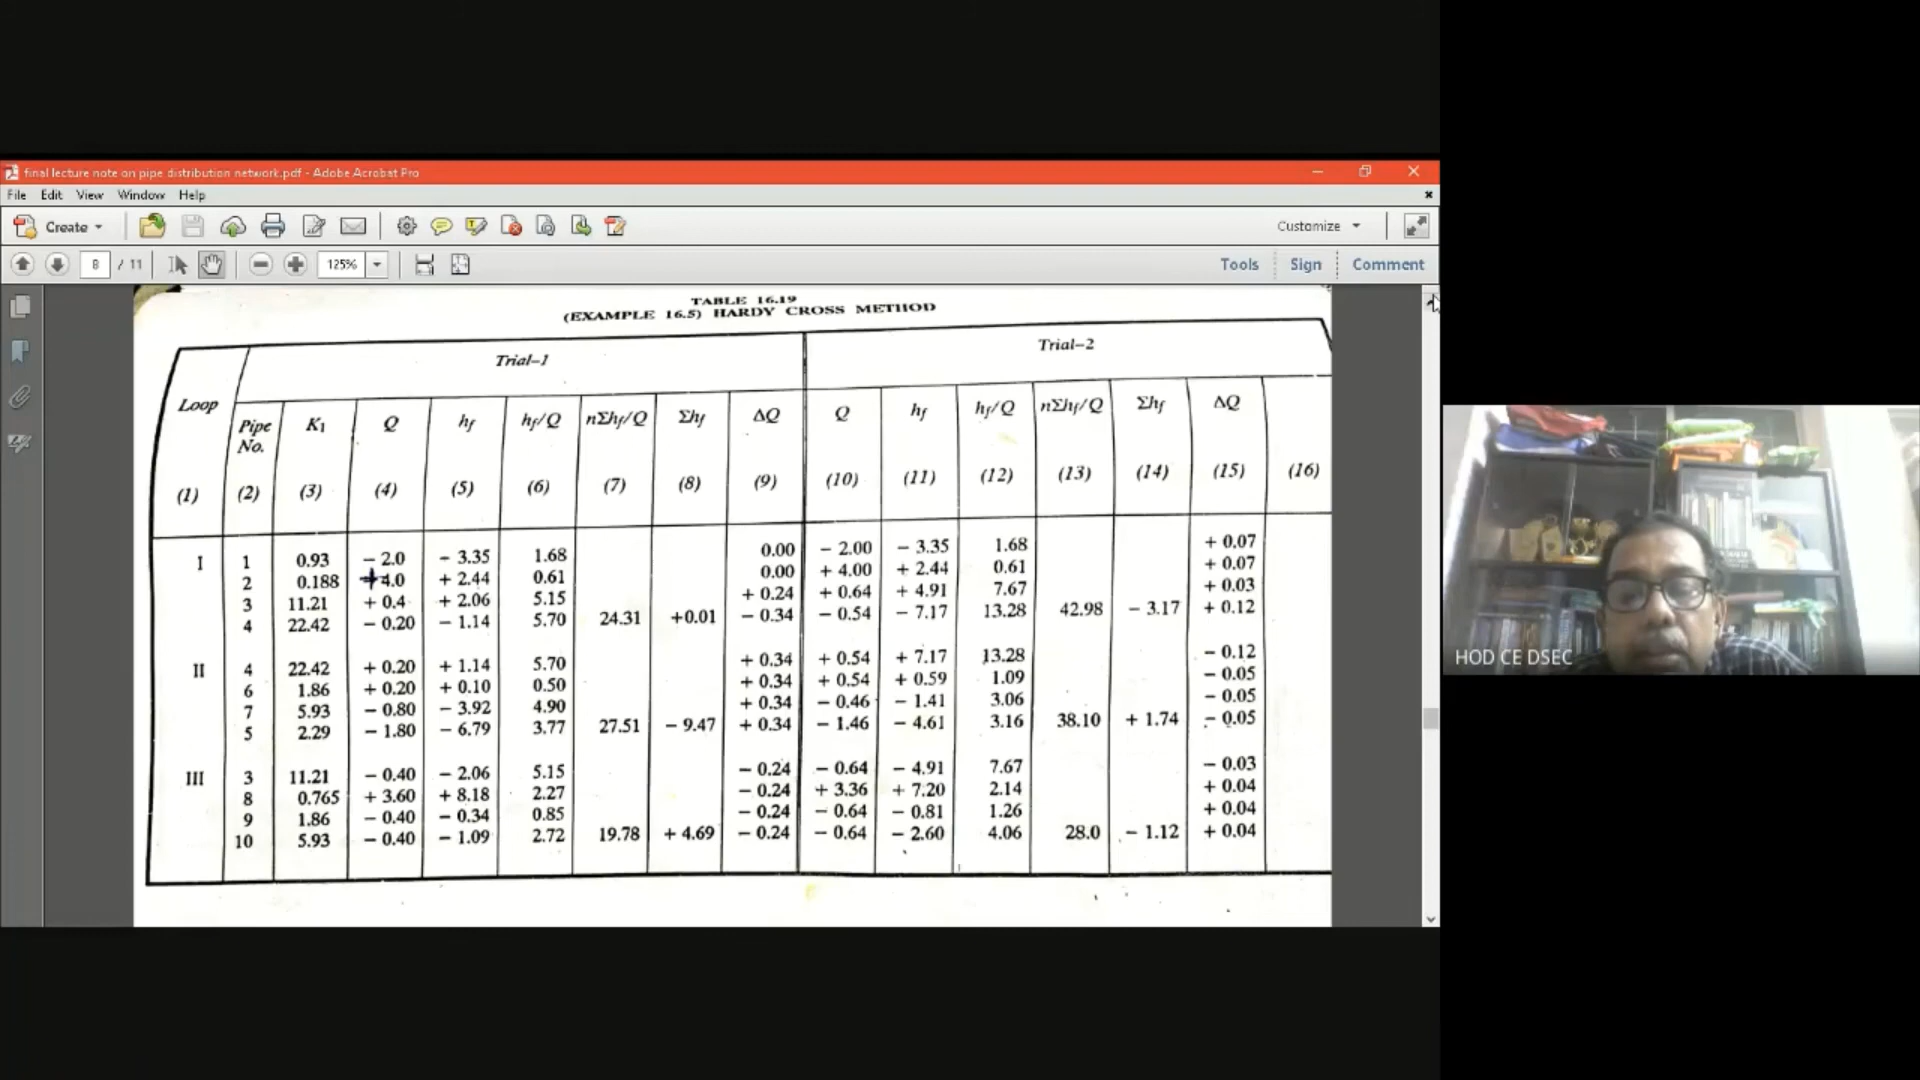 final lecture note on pipe distribution network.pdf - Adobe Acrobat Pro
File Edit View Window Help
Create Customize
8 / 11 125% Tools Sign Comment
TABLE 16.19
(EXAMPLE 16.5) HARDY CROSS METHOD
Loop Trial-1 Trial-2
Pipe No. K1 Q hf hf/Q nΣhf/Q Σhf ΔQ Q hf hf/Q nΣhf/Q Σhf ΔQ
(1) (2) (3) (4) (5) (6) (7) (8) (9) (10) (11) (12) (13) (14) (15) (16)
I 1 0.93 – 2.0 – 3.35 1.68 0.00 – 2.00 – 3.35 1.68 + 0.07
2 0.188 +4.0 + 2.44 0.61 0.00 + 4.00 + 2.44 0.61 + 0.07
3 11.21 + 0.4 + 2.06 5.15 + 0.24 + 0.64 + 4.91 7.67 + 0.03
4 22.42 – 0.20 – 1.14 5.70 24.31 +0.01 – 0.34 – 0.54 – 7.17 13.28 42.98 – 3.17 + 0.12
II 4 22.42 + 0.20 + 1.14 5.70 + 0.34 + 0.54 + 7.17 13.28 – 0.12
6 1.86 + 0.20 + 0.10 0.50 + 0.34 + 0.54 + 0.59 1.09 – 0.05
7 5.93 – 0.80 – 3.92 4.90 + 0.34 – 0.46 – 1.41 3.06 – 0.05
5 2.29 – 1.80 – 6.79 3.77 27.51 – 9.47 + 0.34 – 1.46 – 4.61 3.16 38.10 + 1.74 – 0.05
III 3 11.21 – 0.40 – 2.06 5.15 – 0.24 – 0.64 – 4.91 7.67 – 0.03
8 0.765 + 3.60 + 8.18 2.27 – 0.24 + 3.36 + 7.20 2.14 + 0.04
9 1.86 – 0.40 – 0.34 0.85 – 0.24 – 0.64 – 0.81 1.26 + 0.04
10 5.93 – 0.40 – 1.09 2.72 19.78 + 4.69 – 0.24 – 0.64 – 2.60 4.06 28.0 – 1.12 + 0.04
HOD CE DSEC